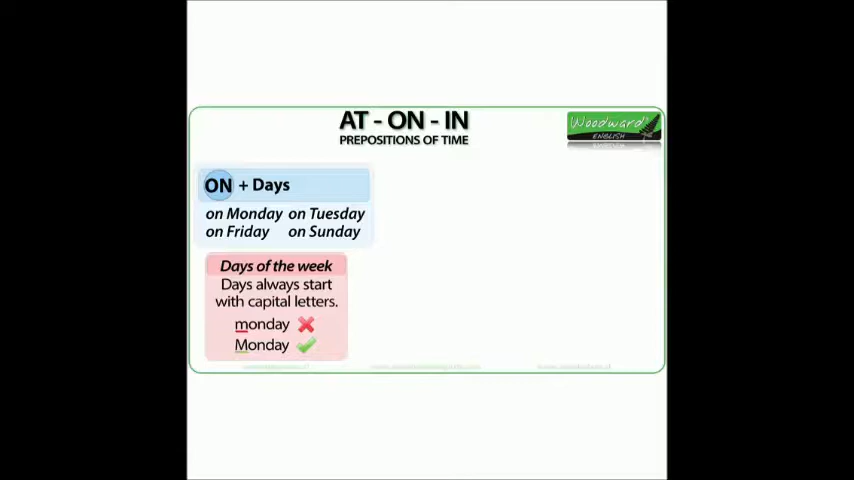 AT - ON - IN
PREPOSITIONS OF TIME
Woodward
ENGLISH
ON + Days
on Monday on Tuesday
on Friday on Sunday
Days of the week
Days always start
with capital letters.
monday
Monday